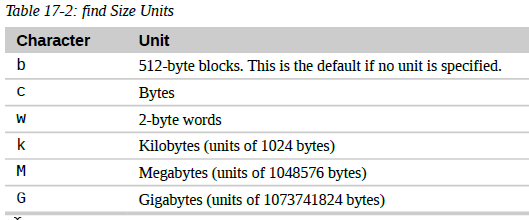 Table 17-2: find Size Units
Character Unit
b 512-byte blocks. This is the default if no unit is specified.
c Bytes
w 2-byte words
k Kilobytes (units of 1024 bytes)
M Megabytes (units of 1048576 bytes)
G Gigabytes (units of 1073741824 bytes)